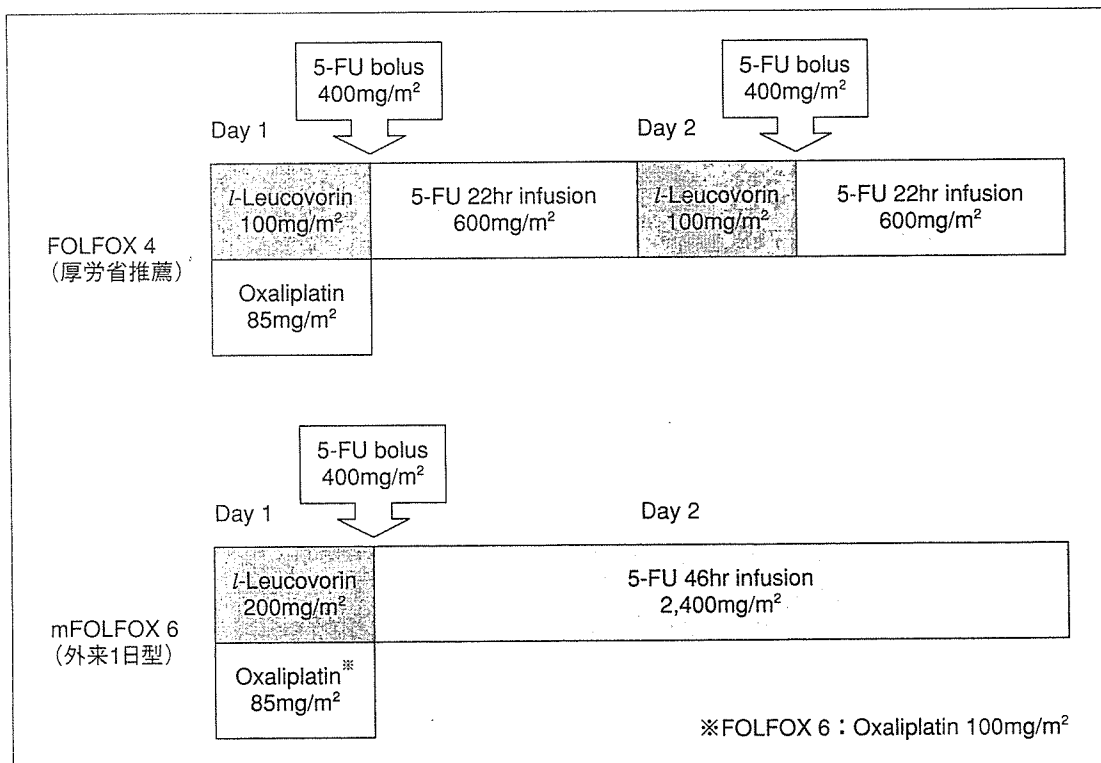 5-FU bolus
400mg/m²
5-FU bolus
400mg/m²
Day 1
Day 2
l-Leucovorin
100mg/m²
5-FU 22hr infusion
600mg/m²
l-Leucovorin
100mg/m²
5-FU 22hr infusion
600mg/m²
FOLFOX 4
（厚労省推薦）
Oxaliplatin
85mg/m²
5-FU bolus
400mg/m²
Day 1
Day 2
l-Leucovorin
200mg/m²
5-FU 46hr infusion
2,400mg/m²
mFOLFOX 6
（外来1日型）
Oxaliplatin※
85mg/m²
※FOLFOX 6：Oxaliplatin 100mg/m²